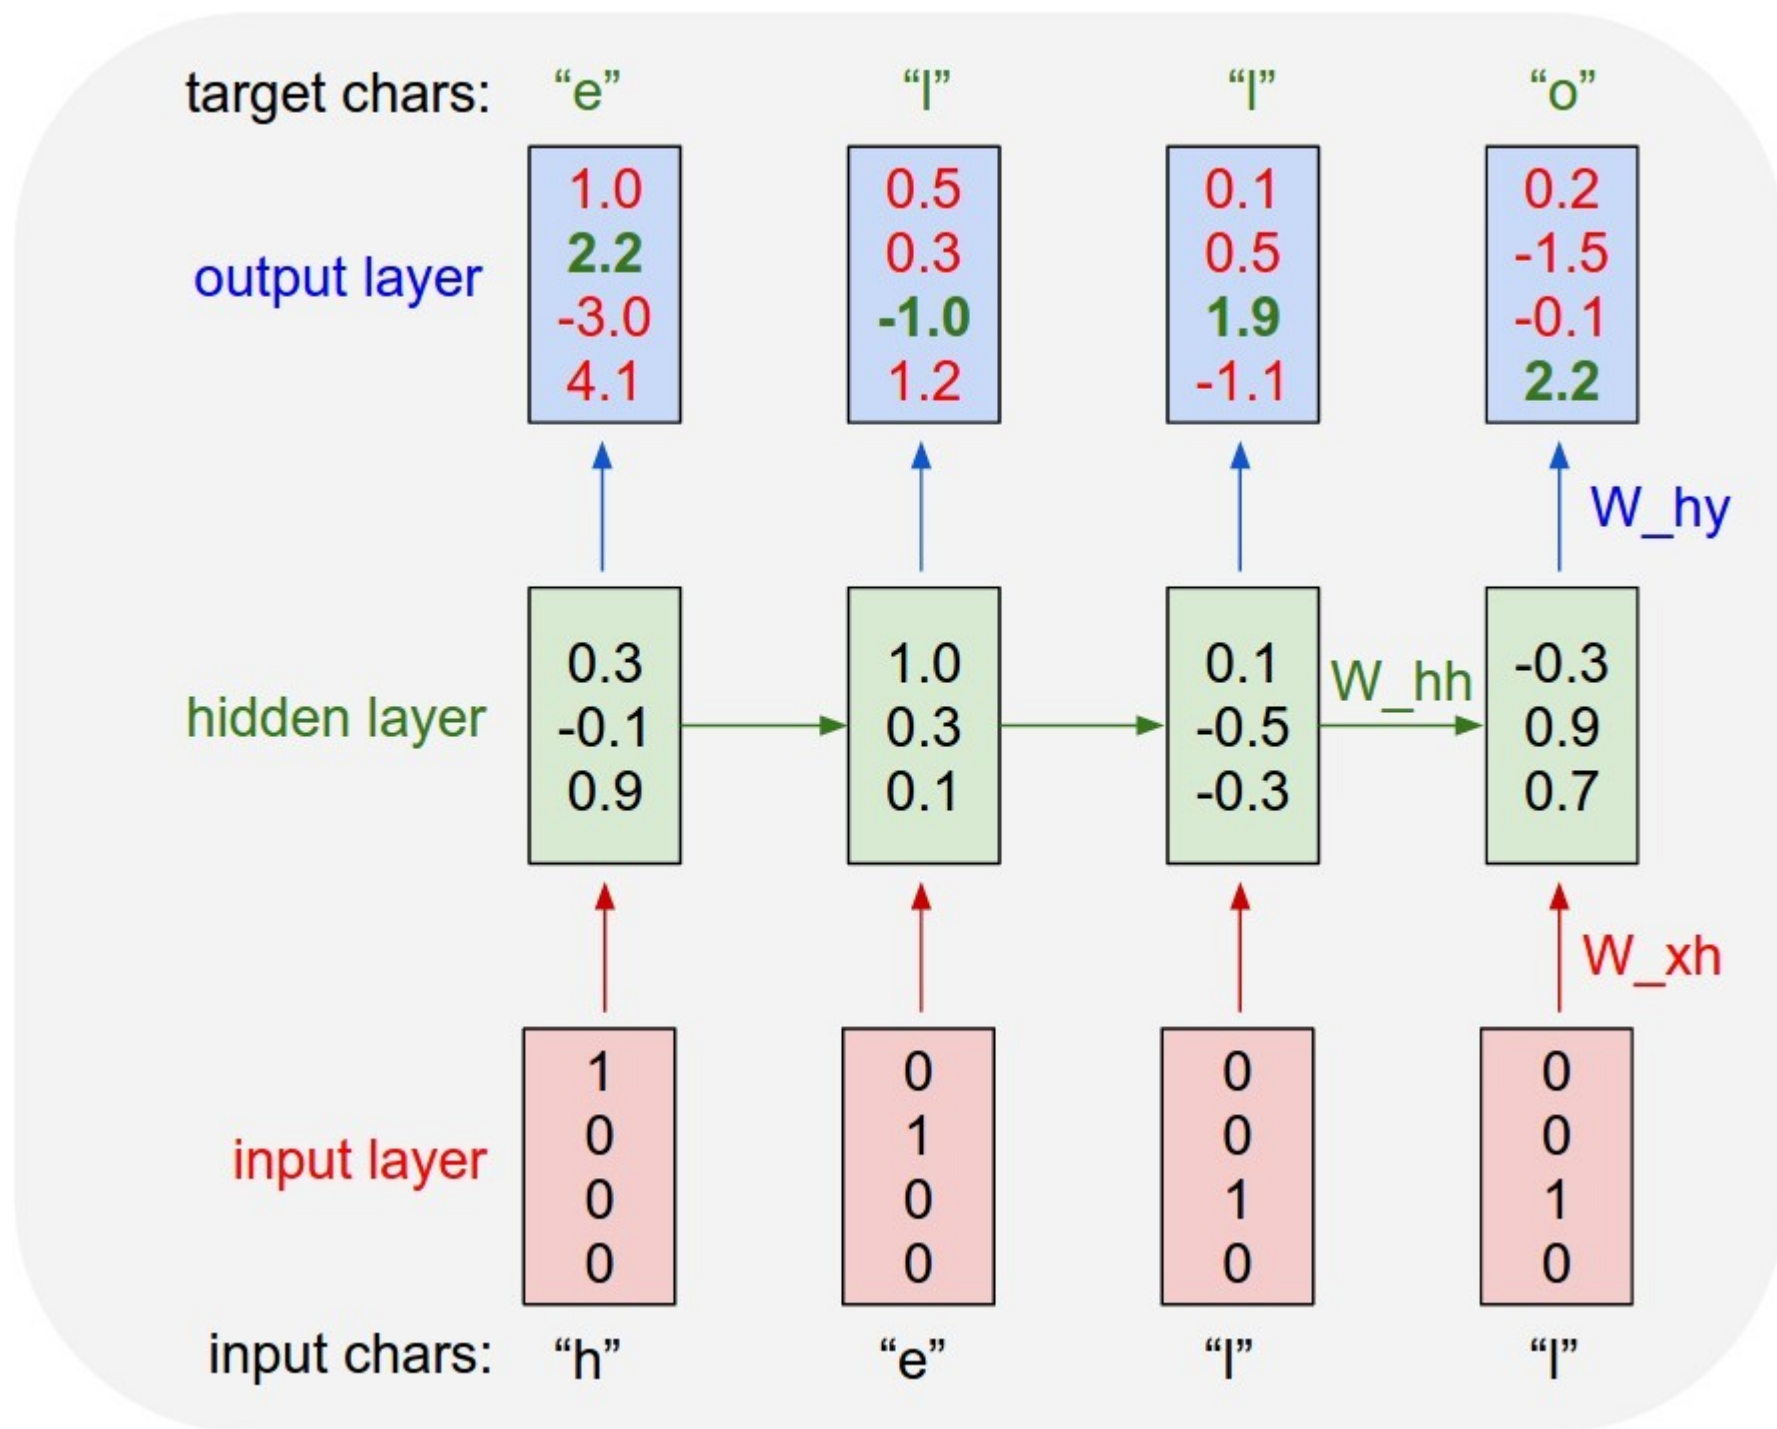 target chars: “e” “l” “l” “o”
1.0 0.5 0.1 0.2
2.2 0.3 0.5 -1.5
output layer
-3.0 -1.0 1.9 -0.1
4.1 1.2 -1.1 2.2
W_hy
0.3 1.0 0.1 W_hh -0.3
hidden layer -0.1 0.3 -0.5 0.9
0.9 0.1 -0.3 0.7
W_xh
1 0 0 0
0 1 0 0
input layer
0 0 1 1
0 0 0 0
input chars: “h” “e” “l” “l”